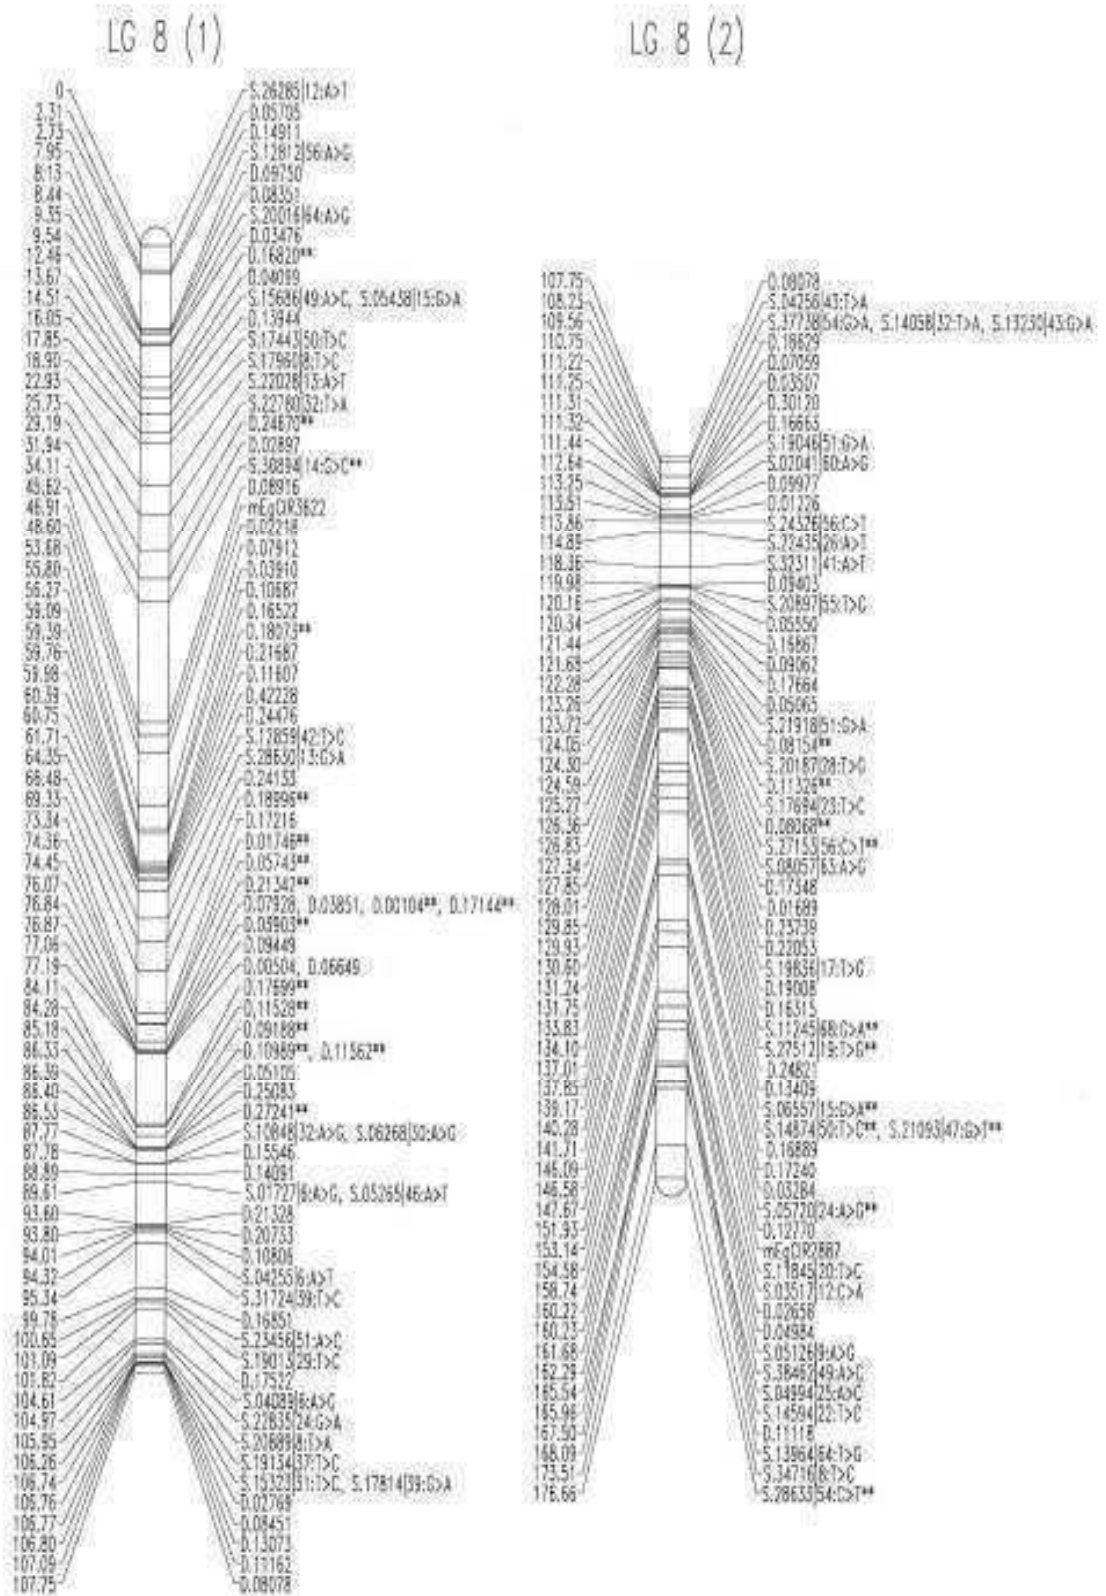 LG 8 (1)
0 S.26285|12:A>T
2.31 D.05705
2.73 D.14911
7.95 S.12812|56:A>G
8.13 D.09750
8.44 D.08351
9.35 S.20016|64:A>G
9.54 D.03476
12.46 D.16820**
13.67 D.04099
14.51 S.15686|49:A>C, S.05438|15:G>A
16.05 D.13944
17.85 S.17443|50:T>C
18.90 S.17960|8:T>C
22.93 S.22028|13:A>T
25.73 S.22780|32:T>A
29.19 D.24670**
31.94 D.02897
34.11 S.30894|14:G>C**
45.62 D.08916
46.91 mEgCIR3622
48.60 D.02218
53.68 D.07912
55.80 D.03910
56.27 D.10687
59.09 D.16522
59.39 D.18073**
59.76 D.21687
59.98 D.11607
60.39 D.42228
60.75 D.24476
61.71 S.12859|42:T>C
64.35 S.28630|13:G>A
66.48 D.24153
69.33 D.18996**
73.34 D.17216
74.36 D.01746**
74.45 D.05743**
76.07 D.21342**
76.84 D.07928, D.03851, D.00104**, D.17144**
76.87 D.03903**
77.06 D.09449
77.19 D.00504, D.06649
84.11 D.17699**
84.28 D.11528**
85.18 D.09188**
86.33 D.10989**, D.11562**
86.39 D.05105
86.40 D.25083
86.53 D.27241**
87.77 S.10848|32:A>G, S.06268|30:A>G
87.78 D.15546
88.89 D.14091
89.61 S.01727|6:A>G, S.05265|46:A>T
93.60 D.21328
93.80 D.20733
94.01 D.10806
94.32 S.04255|6:A>T
95.34 S.31724|39:T>C
99.78 D.16851
100.65 S.23456|51:A>C
101.09 S.19013|29:T>C
101.82 D.17522
104.61 S.04089|6:A>G
104.97 S.22835|24:G>A
105.95 S.20889|8:T>A
106.26 S.19134|37:T>C
106.74 S.15323|31:T>C, S.17814|39:G>A
106.76 D.02769
106.77 D.08451
106.80 D.13073
107.09 D.11162
107.75 D.08078
LG 8 (2)
107.75 D.08078
108.23 S.04256|43:T>A
109.56 S.37738|54:G>A, S.14058|32:T>A, S.13230|43:G>A
110.75 D.18629
111.22 D.07059
111.25 D.03507
111.31 D.30120
111.32 D.16663
111.44 S.19046|51:G>A
112.64 S.02041|60:A>G
113.25 D.09977
113.51 D.01226
113.86 S.24326|56:C>T
114.89 S.22435|26:A>T
118.36 S.32311|41:A>T
119.98 D.09403
120.16 S.20897|55:T>C
120.34 D.05550
121.44 D.16867
121.68 D.09062
122.28 D.17664
123.26 D.05065
123.72 S.21918|51:G>A
124.05 D.08154**
124.30 S.20187|28:T>G
124.59 D.11326**
125.27 S.17694|23:T>C
126.36 D.08068**
126.83 S.27153|56:C>T**
127.34 S.08057|63:A>G
127.85 D.17348
128.01 D.01689
129.85 D.23739
129.93 D.22053
130.60 S.19836|17:T>G
131.24 D.19008
131.75 D.16315
133.83 S.11245|68:G>A**
134.10 S.27512|19:T>G**
137.01 D.24821
137.85 D.13409
139.17 S.06557|15:G>A**
140.28 S.14874|50:T>C**, S.21093|47:G>T**
141.71 D.16889
146.09 D.17240
146.58 D.03284
147.67 S.05720|24:A>G**
151.93 D.12770
153.14 mEgCIR2887
154.58 S.11845|20:T>C
158.74 S.03517|12:C>A
160.22 D.02658
160.23 D.04984
161.68 S.05126|9:A>G
162.29 S.38462|49:A>C
165.54 S.04994|25:A>C
165.96 S.14594|22:T>C
167.50 D.11118
168.09 S.13964|64:T>G
173.51 S.34716|8:T>C
176.66 S.28633|54:C>T**